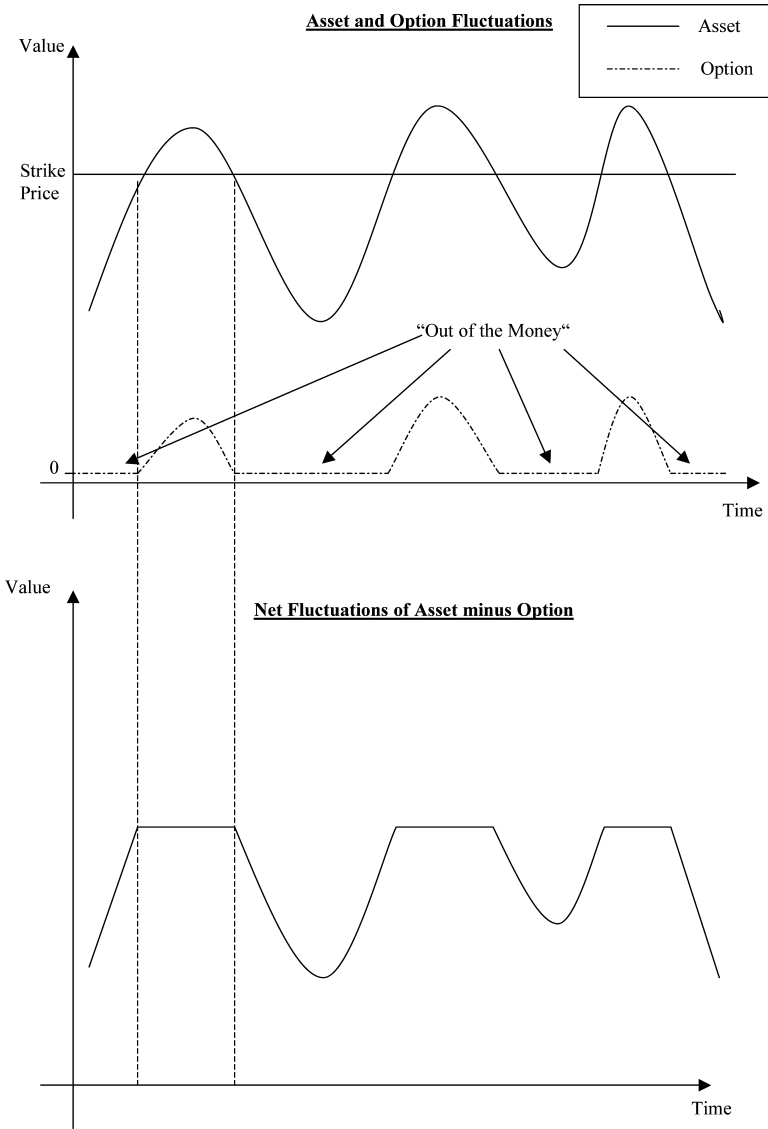 Asset and Option Fluctuations
Asset
Option
Value
Strike
Price
“Out of the Money“
0
Time
Value
Net Fluctuations of Asset minus Option
Time